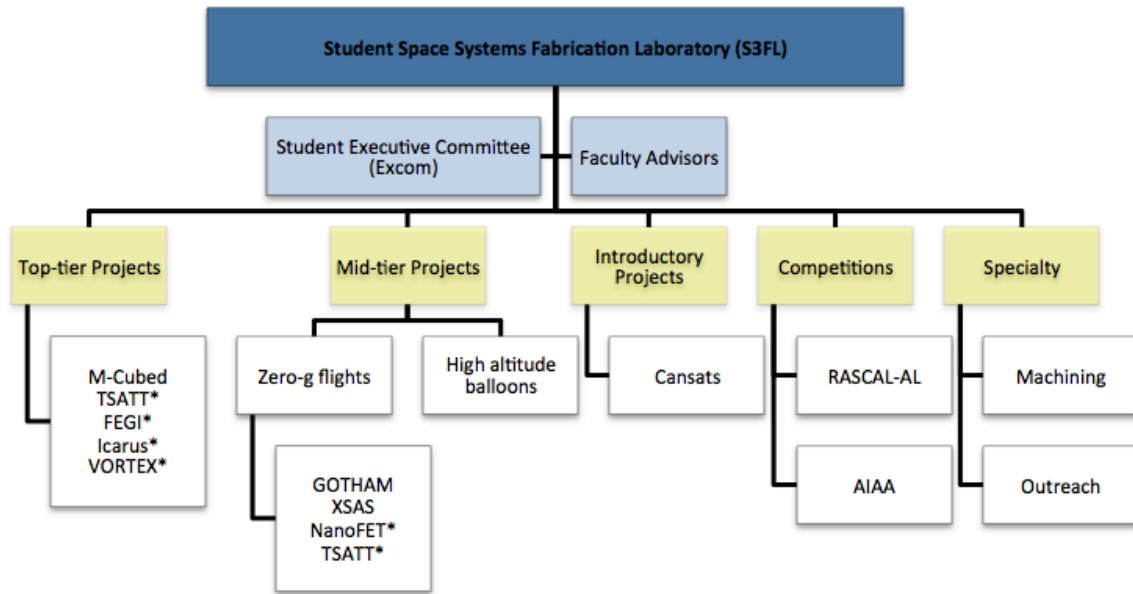 Student Space Systems Fabrication Laboratory (S3FL)
Student Executive Committee
(Excom)
Faculty Advisors
Top-tier Projects
Mid-tier Projects
Introductory
Projects
Competitions
Specialty
M-Cubed
TSATT*
FEGI*
Icarus*
VORTEX*
Zero-g flights
High altitude
balloons
Cansats
RASCAL-AL
Machining
GOTHAM
XSAS
NanoFET*
TSATT*
AIAA
Outreach